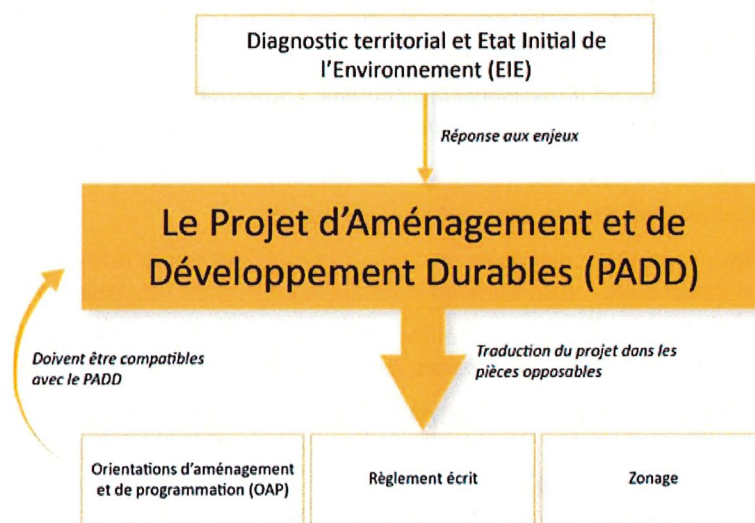 Diagnostic territorial et Etat Initial de
l'Environnement (EIE)
Réponse aux enjeux
Le Projet d'Aménagement et de
Développement Durables (PADD)
Doivent être compatibles
avec le PADD
Traduction du projet dans les
pièces opposables
Orientations d'aménagement
et de programmation (OAP)
Règlement écrit
Zonage